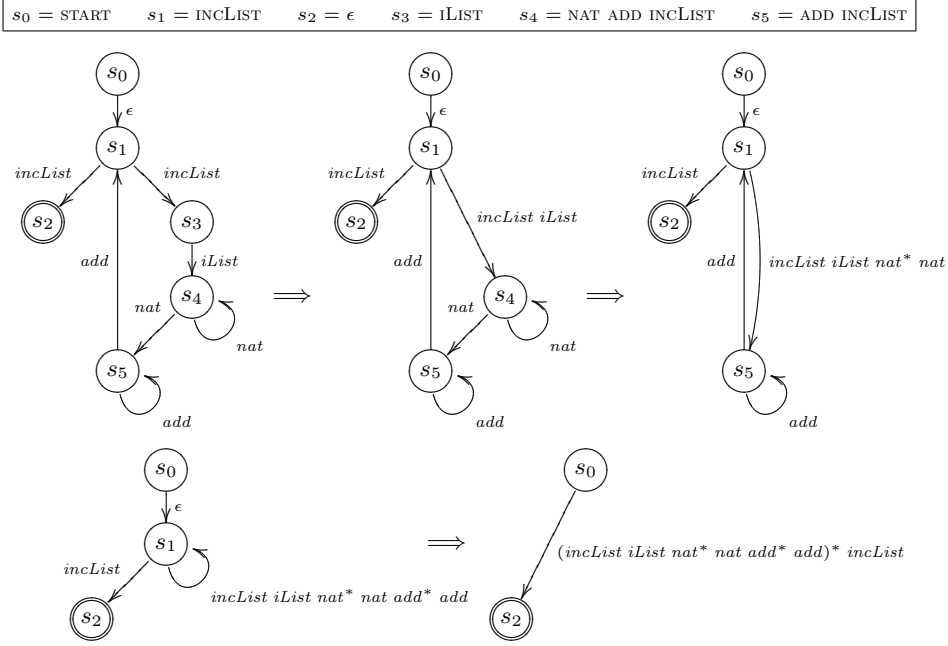 s₀ = START s₁ = INCLIST s₂ = ϵ s₃ = ILIST s₄ = NAT ADD INCLIST s₅ = ADD INCLIST
s₀ s₀ s₀
ϵ ϵ ϵ
s₁ s₁ s₁
incList incList incList incList
s₂ s₃ s₂ incList iList s₂
add iList add add incList iList nat* nat
s₄ ⟹ s₄ ⟹
nat nat nat nat
s₅ s₅ s₅
add add add
s₀ s₀
ϵ
s₁ ⟹ (incList iList nat* nat add* add)* incList
incList incList iList nat* nat add* add
s₂ s₂